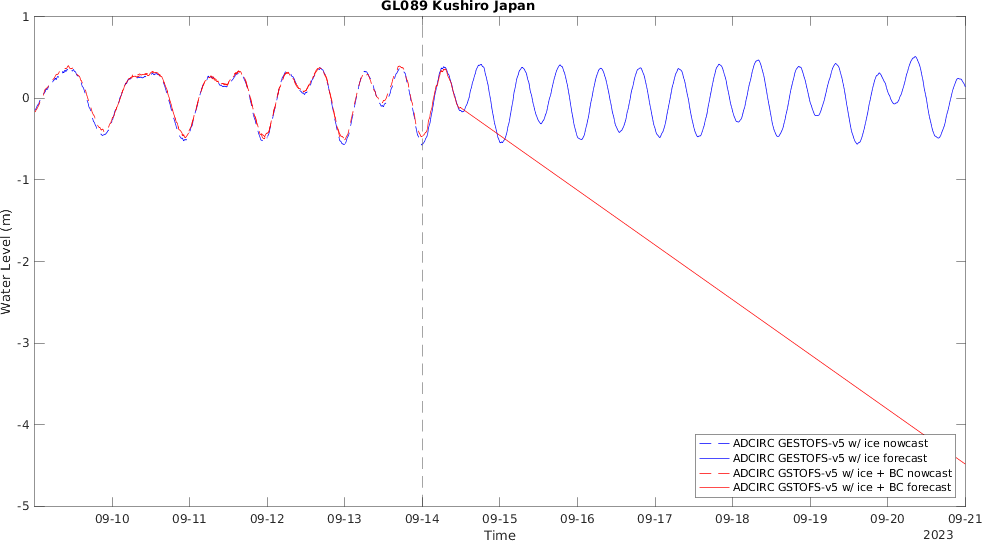 GL089 Kushiro Japan
1
0
-1
-2
-3
-4
-5
Water Level (m)
ADCIRC GESTOFS-v5 w/ ice nowcast
ADCIRC GESTOFS-v5 w/ ice forecast
ADCIRC GSTOFS-v5 w/ ice + BC nowcast
ADCIRC GSTOFS-v5 w/ ice + BC forecast
09-10 09-11 09-12 09-13 09-14 09-15 09-16 09-17 09-18 09-19 09-20 09-21
Time
2023